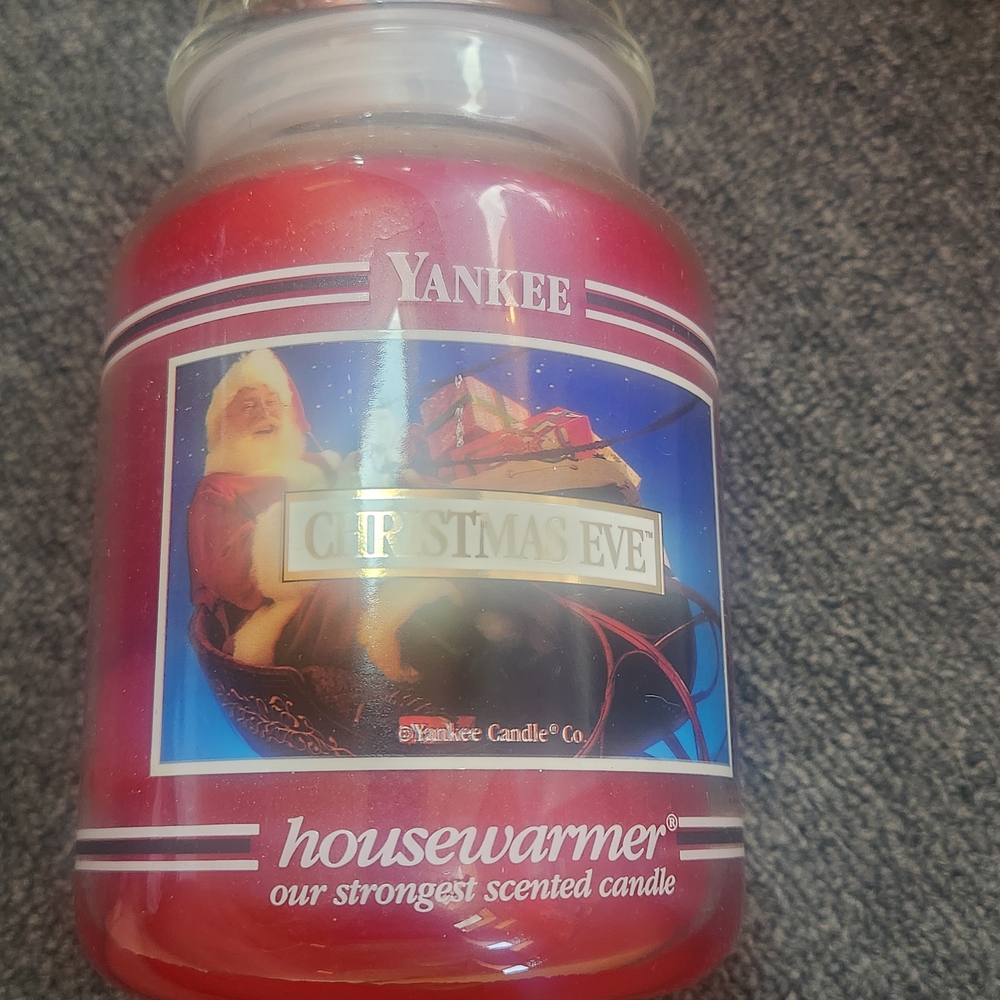 YANKEE
CHRISTMAS EVE™
©Yankee Candle® Co.
housewarmer®
our strongest scented candle